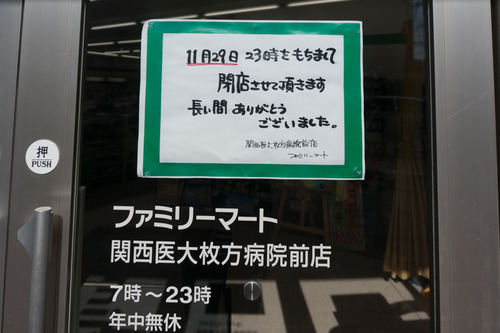 11月29日 23時をもちまして
閉店させて頂きます
長い間 ありがとう
ございました。
関西医大枚方病院前店
ファミリーマート
押
PUSH
ファミリーマート
関西医大枚方病院前店
7時～23時
年中無休